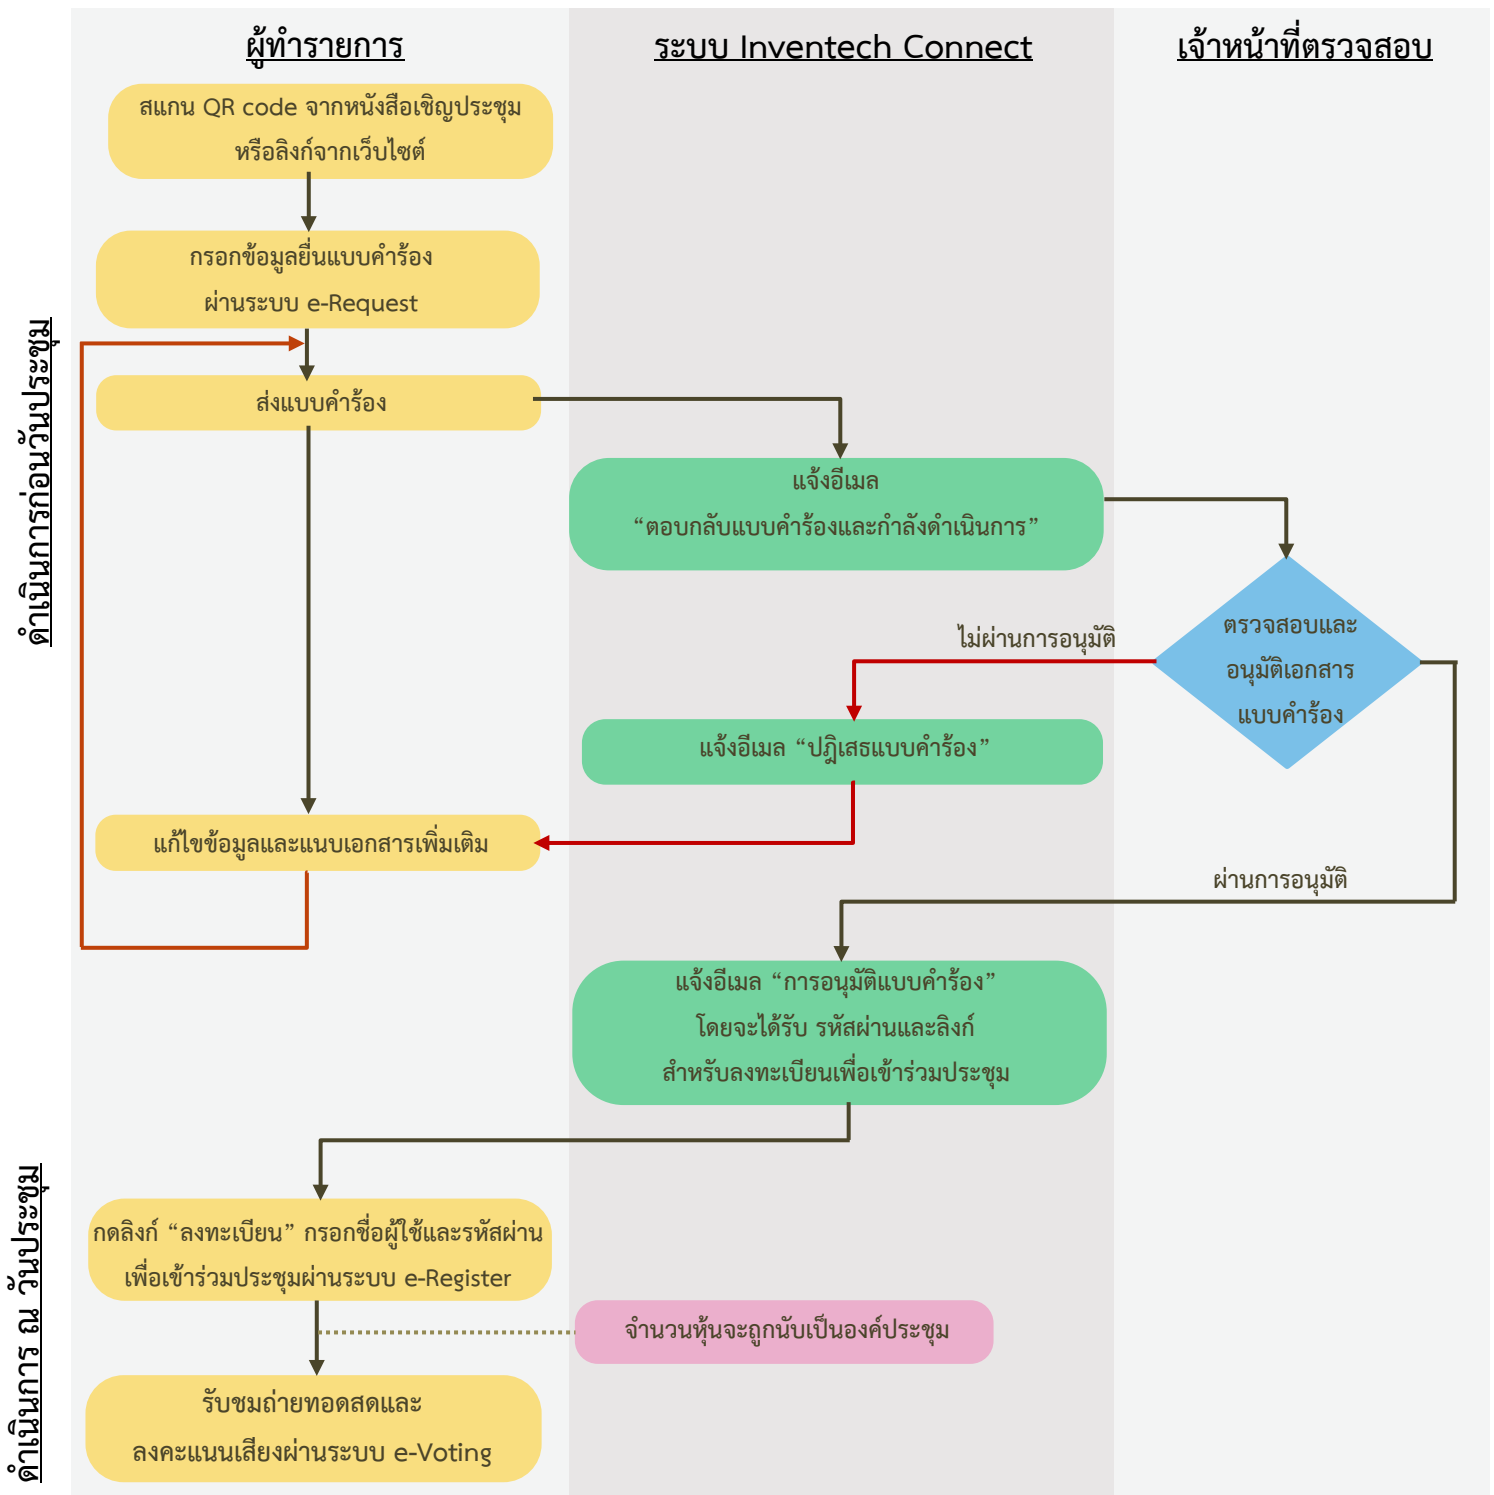 ผู้ทำรายการ
ระบบ Inventech Connect
เจ้าหน้าที่ตรวจสอบ
ดำเนินการก่อนวันประชุม
สแกน QR code จากหนังสือเชิญประชุม
หรือลิงก์จากเว็บไซต์
กรอกข้อมูลยื่นแบบคำร้อง
ผ่านระบบ e-Request
ส่งแบบคำร้อง
แจ้งอีเมล
“ตอบกลับแบบคำร้องและกำลังดำเนินการ”
ตรวจสอบและ
อนุมัติเอกสาร
แบบคำร้อง
ไม่ผ่านการอนุมัติ
แจ้งอีเมล “ปฎิเสธแบบคำร้อง”
แก้ไขข้อมูลและแนบเอกสารเพิ่มเติม
ผ่านการอนุมัติ
แจ้งอีเมล “การอนุมัติแบบคำร้อง”
โดยจะได้รับ รหัสผ่านและลิงก์
สำหรับลงทะเบียนเพื่อเข้าร่วมประชุม
ดำเนินการ ณ วันประชุม
กดลิงก์ “ลงทะเบียน” กรอกชื่อผู้ใช้และรหัสผ่าน
เพื่อเข้าร่วมประชุมผ่านระบบ e-Register
จำนวนหุ้นจะถูกนับเป็นองค์ประชุม
รับชมถ่ายทอดสดและ
ลงคะแนนเสียงผ่านระบบ e-Voting